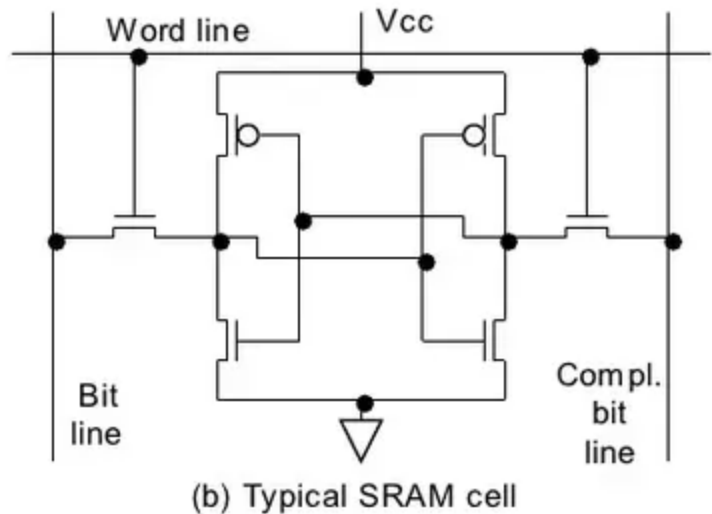 Word line
Vcc
Bit
line
Compl.
bit
line
(b) Typical SRAM cell